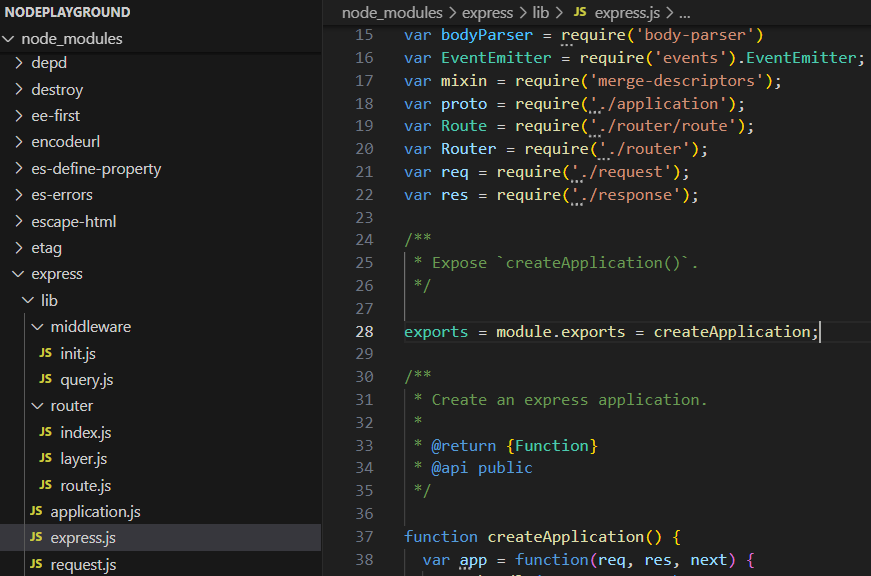 NODEPLAYGROUND
node_modules
depd
destroy
ee-first
encodeurl
es-define-property
es-errors
escape-html
etag
express
lib
middleware
JS init.js
JS query.js
router
JS index.js
JS layer.js
JS route.js
JS application.js
JS express.js
JS request.js
node_modules > express > lib > JS express.js > ...
15 var bodyParser = require('body-parser')
16 var EventEmitter = require('events').EventEmitter;
17 var mixin = require('merge-descriptors');
18 var proto = require('./application');
19 var Route = require('./router/route');
20 var Router = require('./router');
21 var req = require('./request');
22 var res = require('./response');
23
24 /**
25  * Expose `createApplication()`.
26  */
27
28 exports = module.exports = createApplication;
29
30 /**
31  * Create an express application.
32  *
33  * @return {Function}
34  * @api public
35  */
36
37 function createApplication() {
38   var app = function(req, res, next) {